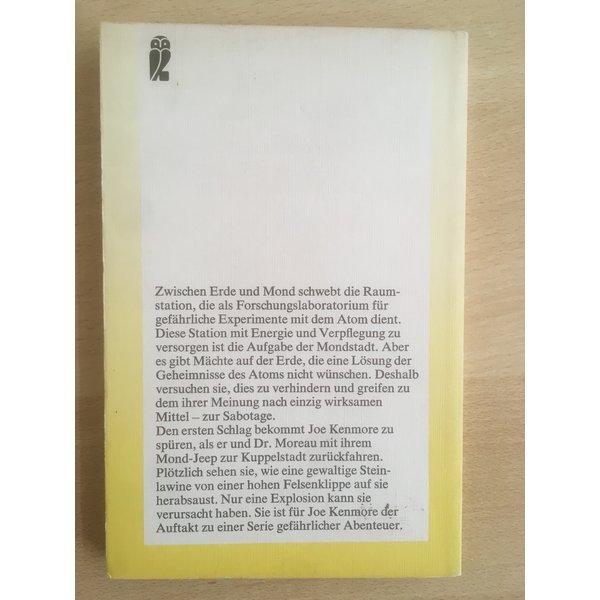 Zwischen Erde und Mond schwebt die Raum-
station, die als Forschungslaboratorium für
gefährliche Experimente mit dem Atom dient.
Diese Station mit Energie und Verpflegung zu
versorgen ist die Aufgabe der Mondstadt. Aber
es gibt Mächte auf der Erde, die eine Lösung der
Geheimnisse des Atoms nicht wünschen. Deshalb
versuchen sie, dies zu verhindern und greifen zu
dem ihrer Meinung nach einzig wirksamen
Mittel – zur Sabotage.
Den ersten Schlag bekommt Joe Kenmore zu
spüren, als er und Dr. Moreau mit ihrem
Mond-Jeep zur Kuppelstadt zurückfahren.
Plötzlich sehen sie, wie eine gewaltige Stein-
lawine von einer hohen Felsenklippe auf sie
herabsaust. Nur eine Explosion kann sie
verursacht haben. Sie ist für Joe Kenmore der
Auftakt zu einer Serie gefährlicher Abenteuer.